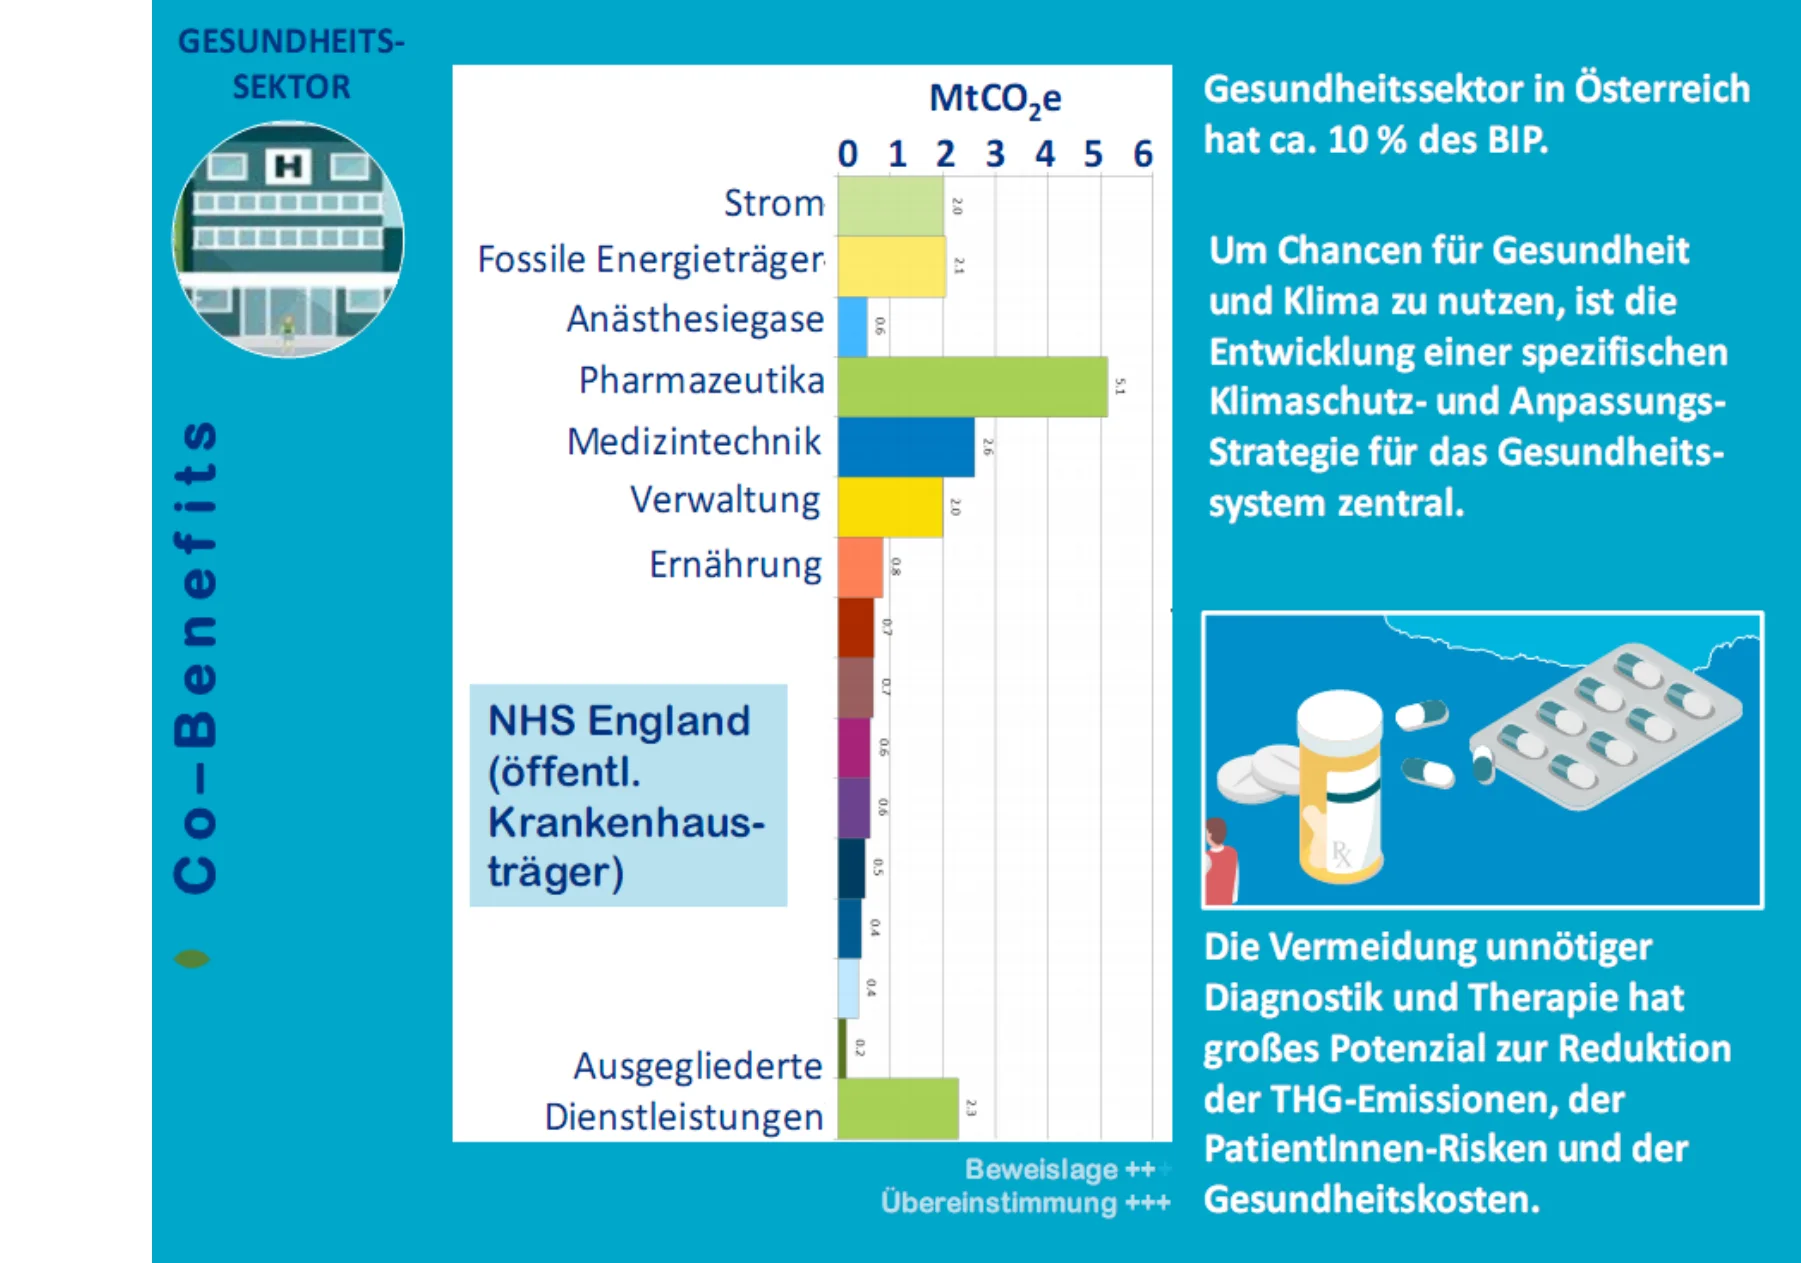 GESUNDHEITS-
SEKTOR
H
Co-Benefits
MtCO₂e
0 1 2 3 4 5 6
Strom 2.0
Fossile Energieträger 2.1
Anästhesiegase 0.6
Pharmazeutika 5.1
Medizintechnik 2.6
Verwaltung 2.0
Ernährung 0.8
0.7
0.7
0.6
0.6
0.5
0.4
0.4
0.2
Ausgegliederte
Dienstleistungen 2.3
NHS England
(öffentl.
Krankenhaus-
träger)
Beweislage ++
Übereinstimmung +++
Gesundheitssektor in Österreich
hat ca. 10 % des BIP.
Um Chancen für Gesundheit
und Klima zu nutzen, ist die
Entwicklung einer spezifischen
Klimaschutz- und Anpassungs-
Strategie für das Gesundheits-
system zentral.
RX
Die Vermeidung unnötiger
Diagnostik und Therapie hat
großes Potenzial zur Reduktion
der THG-Emissionen, der
PatientInnen-Risken und der
Gesundheitskosten.